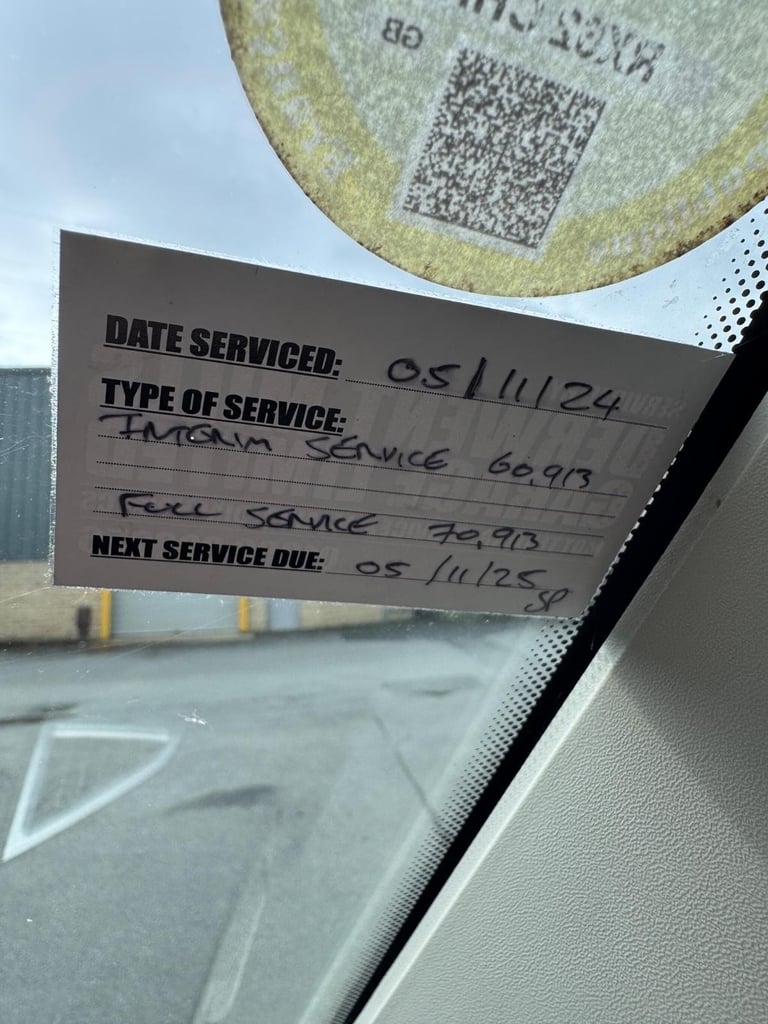 GB
DATE SERVICED: 05/11/24
TYPE OF SERVICE:
INTERIM SERVICE 60,913
FULL SERVICE 70,913
NEXT SERVICE DUE: 05/11/25
SP